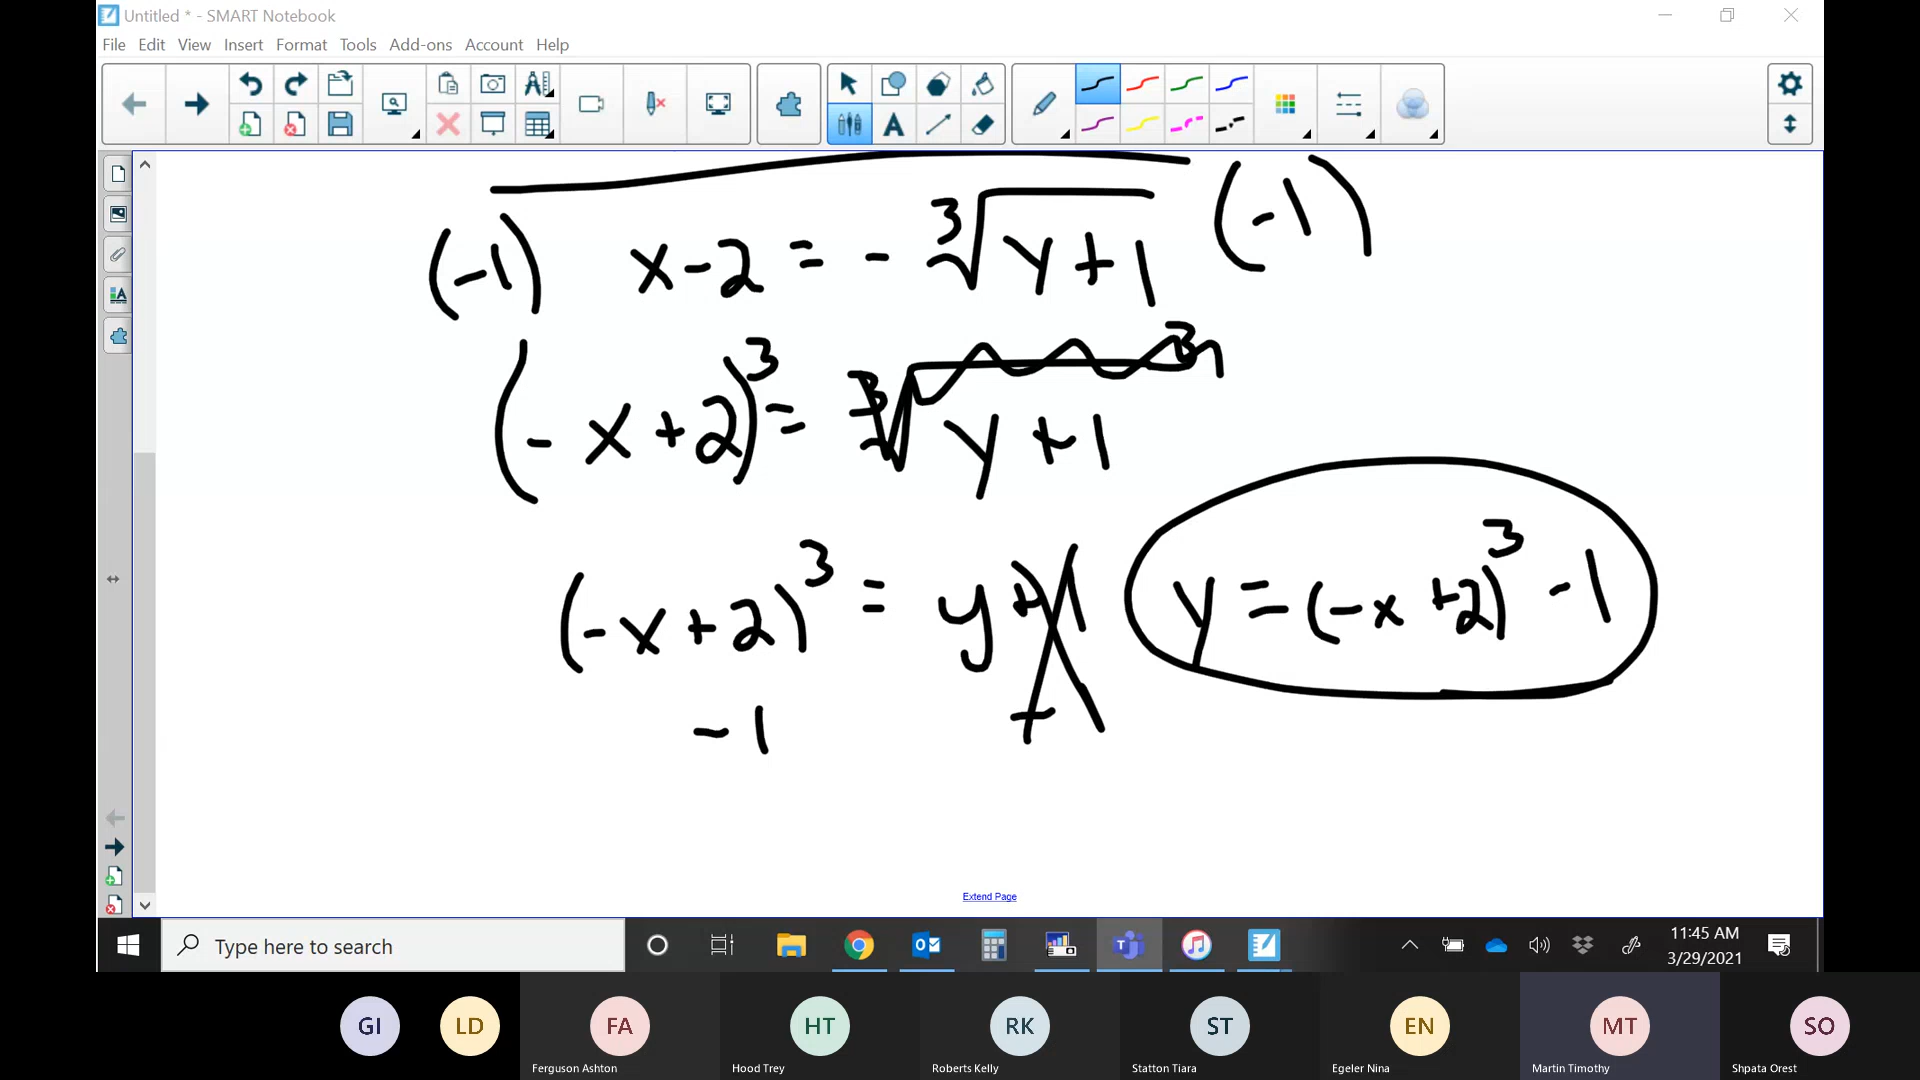 Untitled * - SMART Notebook
File Edit View Insert Format Tools Add-ons Account Help
(-1) x-2 = - ³√(y+1) (-1)
(-x+2)³ = ³√(y+1)³
(-x+2)³ = y+1
y = (-x+2)³ -1
-1
Extend Page
Type here to search
11:45 AM
3/29/2021
GI LD FA HT RK ST EN MT SO
Ferguson Ashton Hood Trey Roberts Kelly Statton Tiara Egeler Nina Martin Timothy Shpata Orest